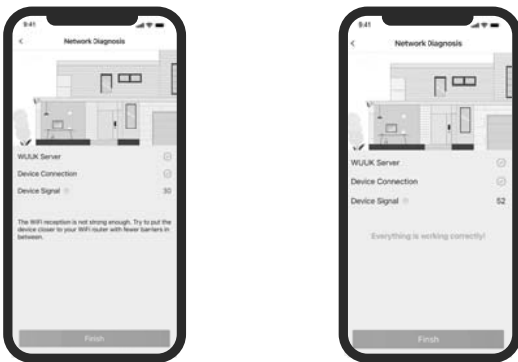 9:41
Network Diagnosis
WUUK Server
Device Connection
Device Signal
30
The WiFi reception is not strong enough. Try to put the
device closer to your WiFi router with fewer barriers in
between.
Finish
9:41
Network Diagnosis
WUUK Server
Device Connection
Device Signal
52
Everything is working correctly!
Finish